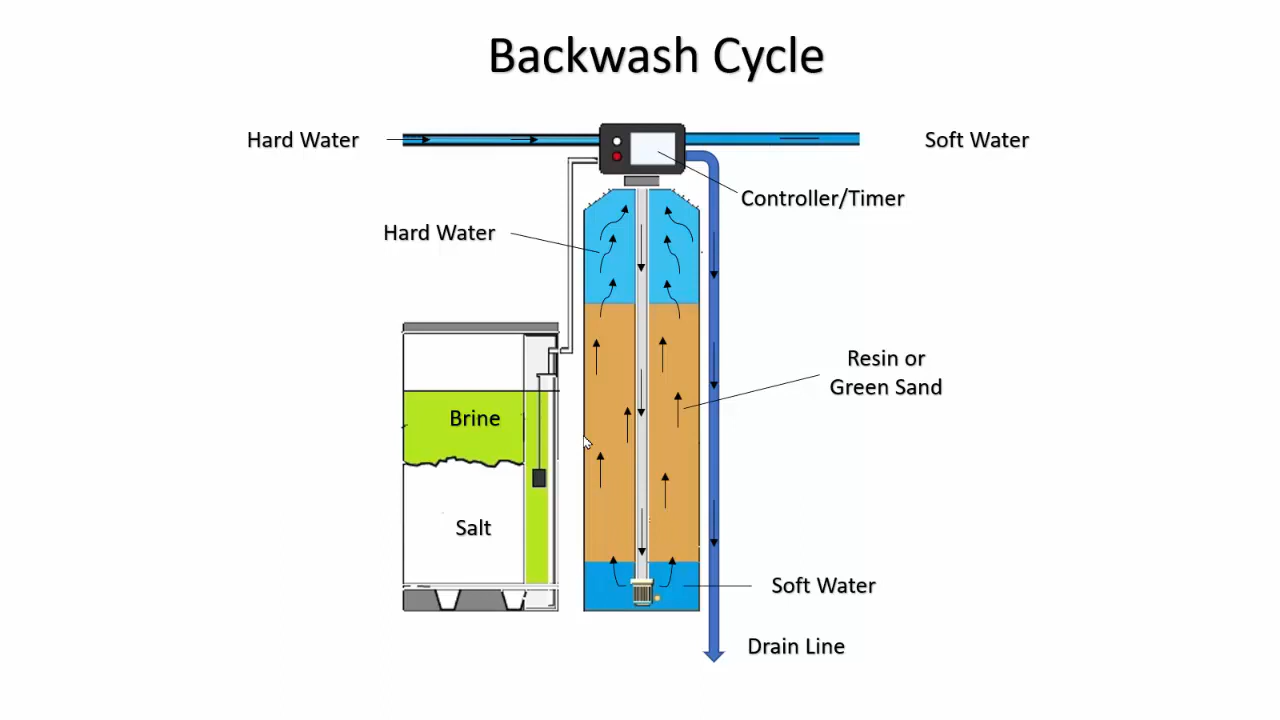 Backwash Cycle
Hard Water
Soft Water
Controller/Timer
Hard Water
Resin or
Green Sand
Brine
Salt
Soft Water
Drain Line